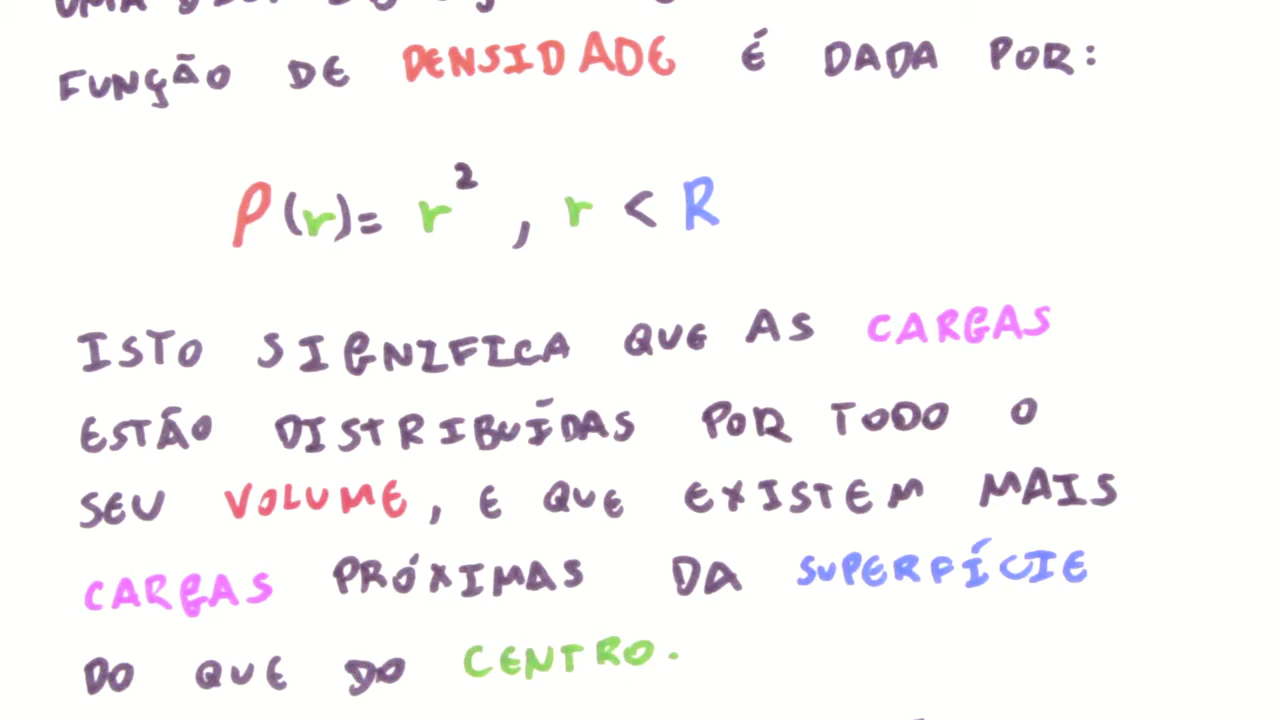 UMA
FUNÇÃO DE DENSIDADE É DADA POR:
ρ(r) = r², r < R
ISTO SIGNIFICA QUE AS CARGAS
ESTÃO DISTRIBUÍDAS POR TODO O
SEU VOLUME, E QUE EXISTEM MAIS
CARGAS PRÓXIMAS DA SUPERFÍCIE
DO QUE DO CENTRO.